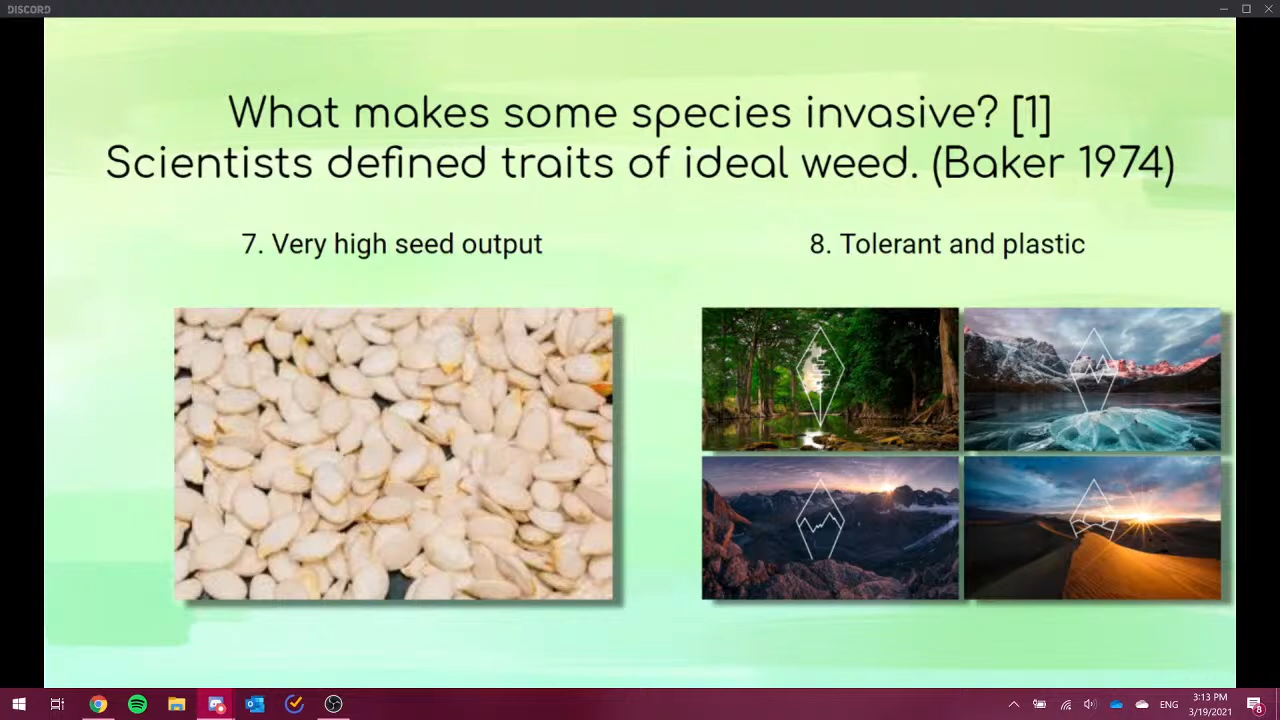 DISCORD
What makes some species invasive? [1]
Scientists defined traits of ideal weed. (Baker 1974)
7. Very high seed output
8. Tolerant and plastic
ENG
3:13 PM
3/19/2021
8